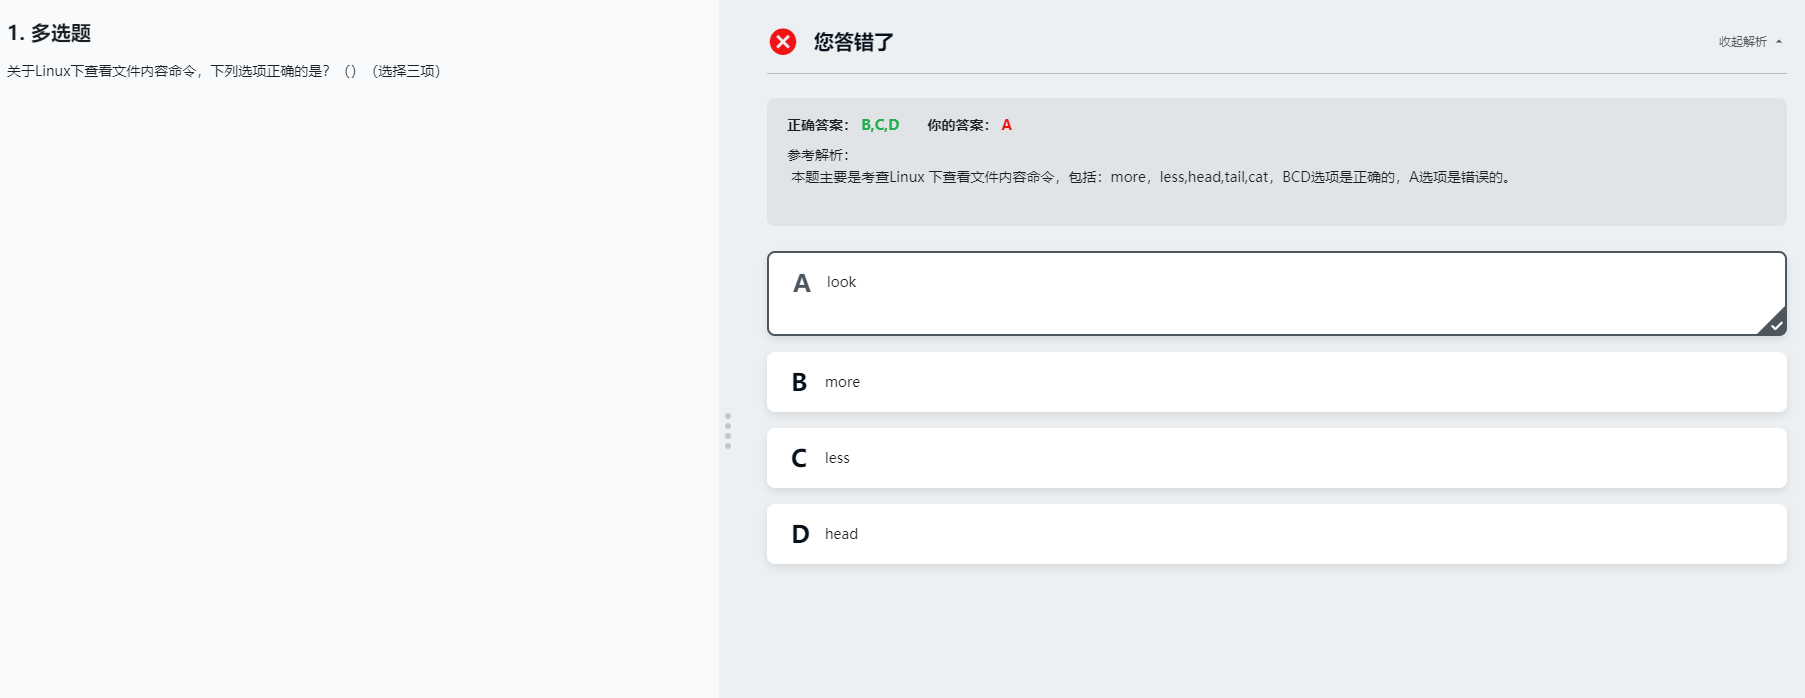 1. 多选题
关于Linux下查看文件内容命令，下列选项正确的是？（）（选择三项）
您答错了
收起解析
正确答案： B,C,D 你的答案： A
参考解析：
本题主要是考查Linux 下查看文件内容命令，包括：more，less,head,tail,cat，BCD选项是正确的，A选项是错误的。
A look
B more
C less
D head